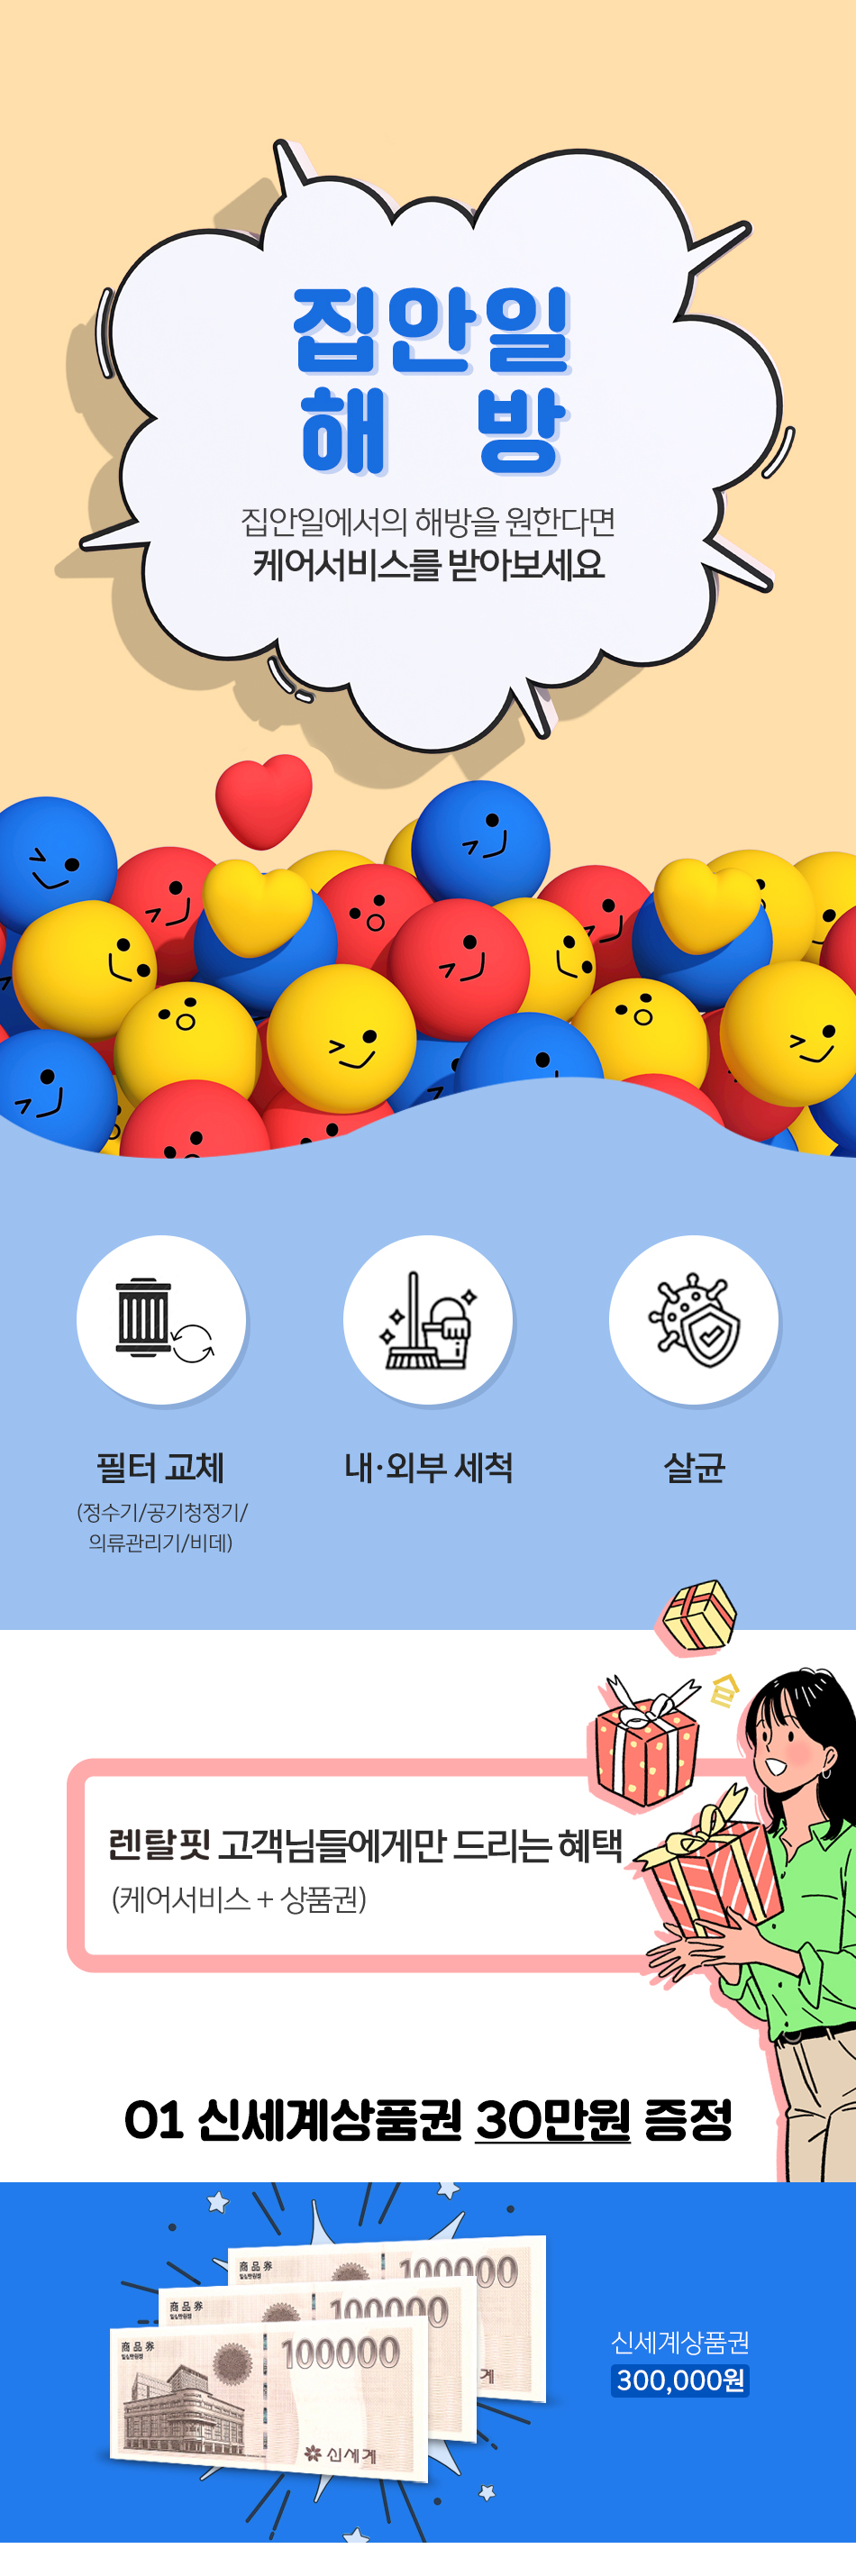 집안일
해 방
집안일에서의 해방을 원한다면
케어서비스를 받아보세요
필터 교체
(정수기/공기청정기/
의류관리기/비데)
내·외부 세척
살균
렌탈핏 고객님들에게만 드리는 혜택
(케어서비스 + 상품권)
01 신세계상품권 30만원 증정
商品券
100000
商品券
100000
商品券
100000
신세계
신세계상품권
300,000원